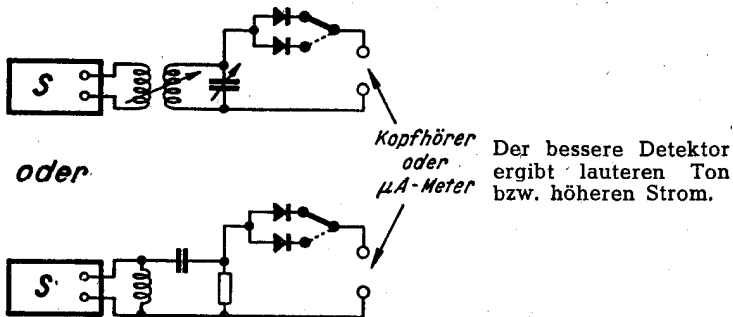 S
oder
S
Kopfhörer
oder
µA-Meter
Der bessere Detektor
ergibt lauteren Ton
bzw. höheren Strom.